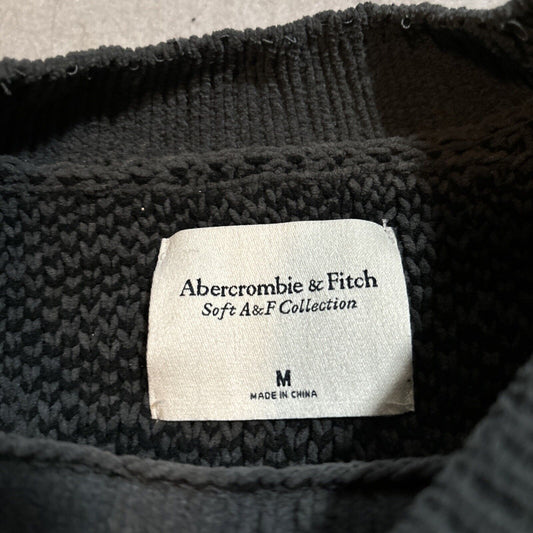 Abercrombie & Fitch
Soft A&F Collection
M
MADE IN CHINA